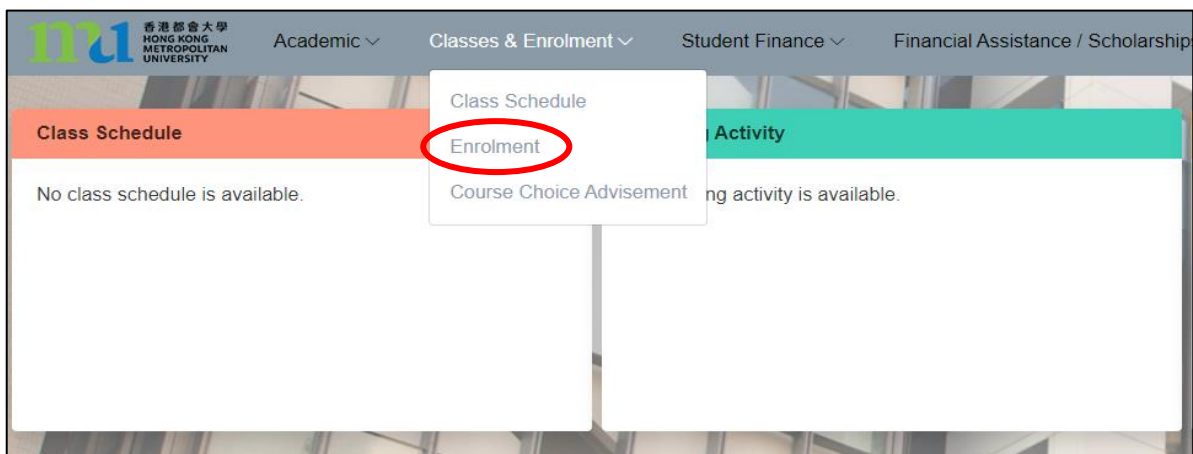 香港都會大學
HONG KONG
METROPOLITAN
UNIVERSITY
Academic
Classes & Enrolment
Student Finance
Financial Assistance / Scholarship
Class Schedule
Enrolment
Course Choice Advisement
Class Schedule
No class schedule is available.
Activity
ng activity is available.